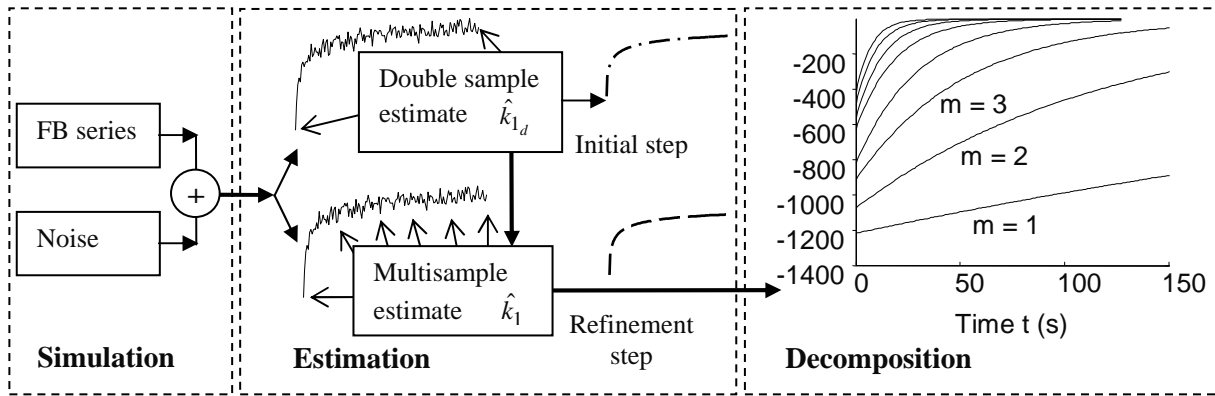 FB series
Noise
+
Simulation
Double sample
estimate k̂1d
Initial step
Multisample
estimate k̂1
Refinement
step
Estimation
-200
-400
-600
-800
-1000
-1200
-1400
m = 3
m = 2
m = 1
0 50 100 150
Time t (s)
Decomposition